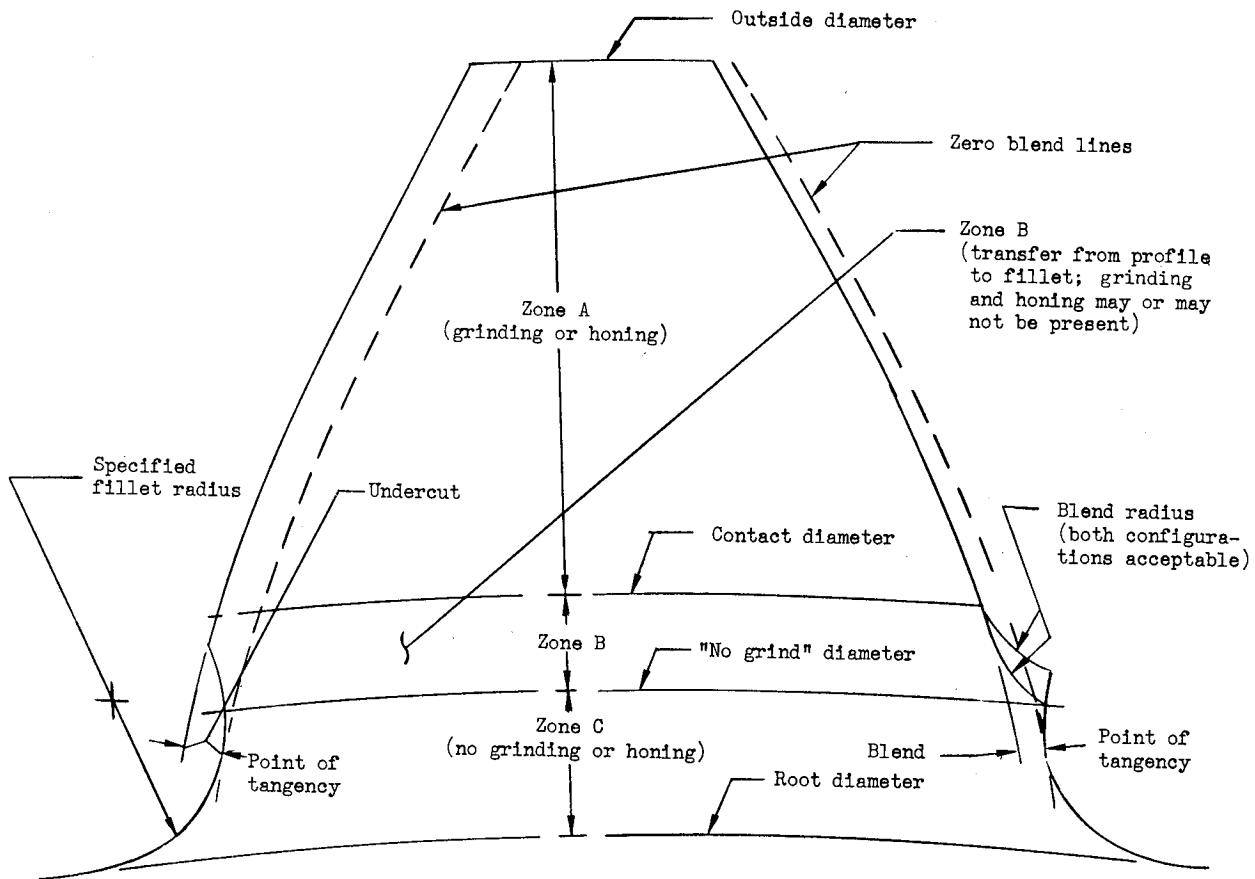 Outside diameter
Zero blend lines
Zone B
(transfer from profile
to fillet; grinding
and honing may or may
not be present)
Zone A
(grinding or honing)
Specified
fillet radius
Undercut
Blend radius
(both configura-
tions acceptable)
Contact diameter
Zone B
"No grind" diameter
Zone C
(no grinding or honing)
Point of
tangency
Blend
Point of
tangency
Root diameter